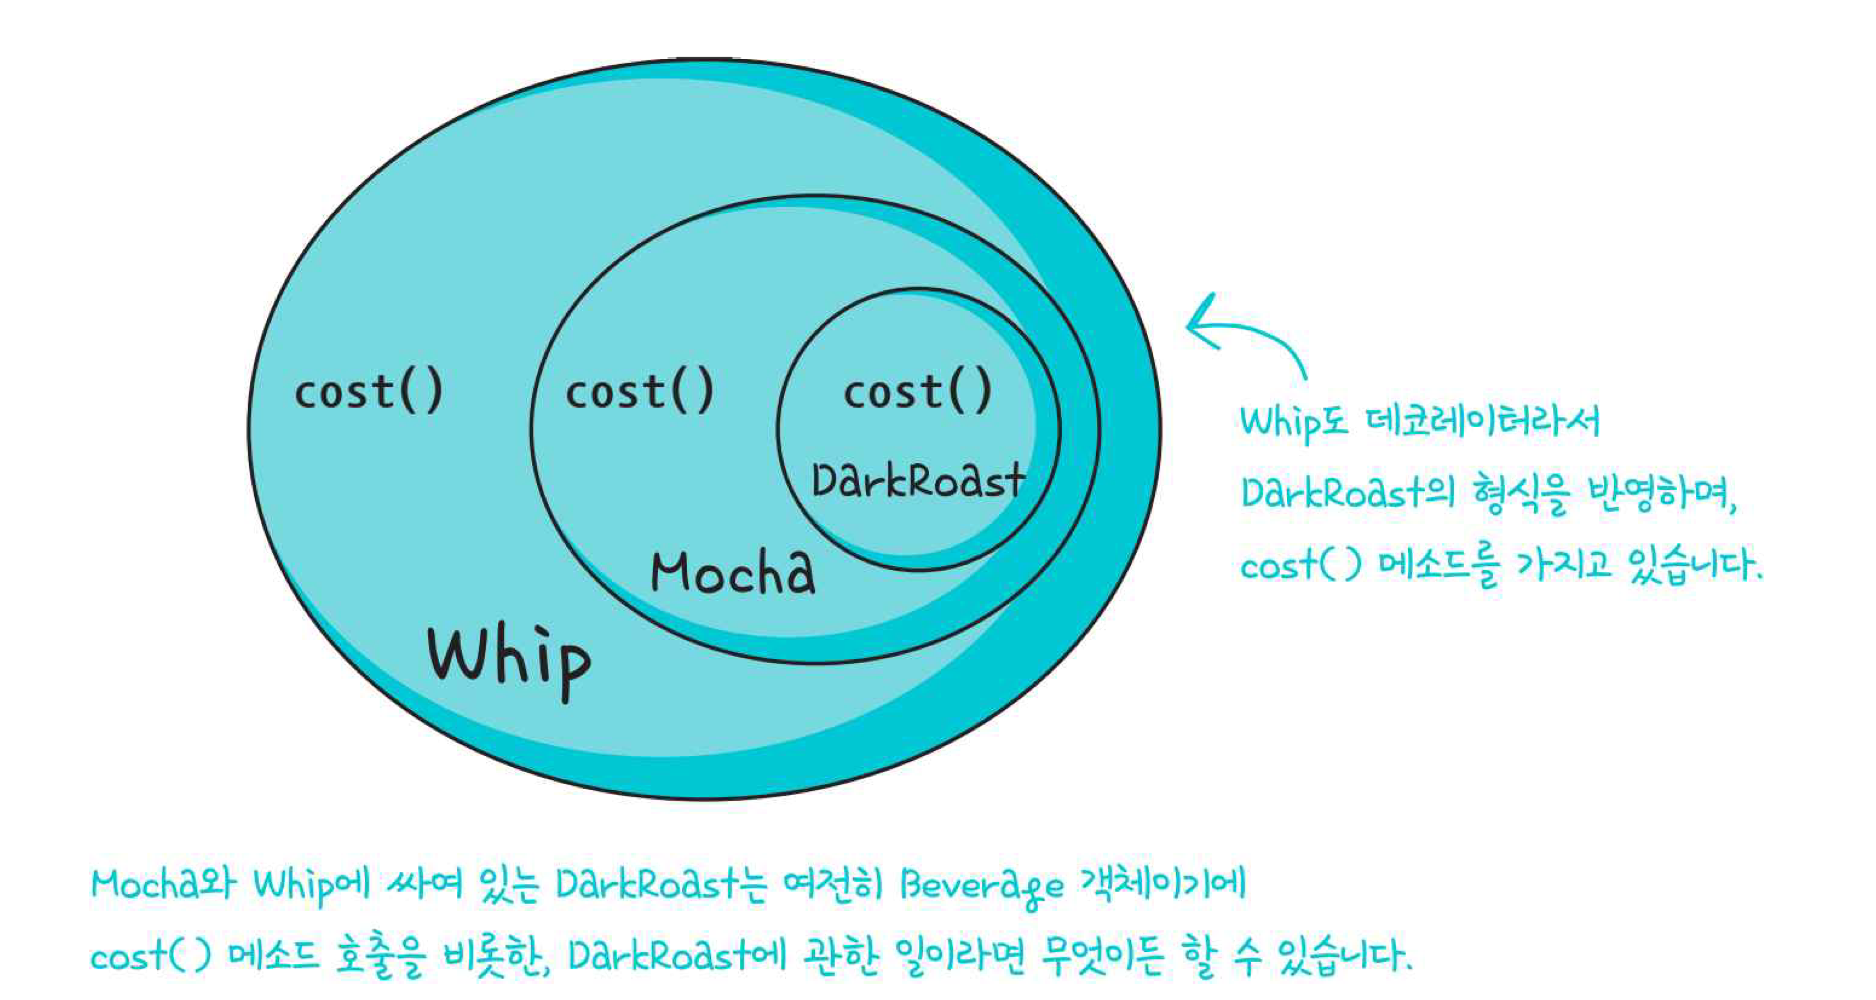 cost()
cost()
cost()
DarkRoast
Mocha
Whip
Whip도 데코레이터라서
DarkRoast의 형식을 반영하며,
cost() 메소드를 가지고 있습니다.
Mocha와 Whip에 싸여 있는 DarkRoast는 여전히 Beverage 객체이기에
cost() 메소드 호출을 비롯한, DarkRoast에 관한 일이라면 무엇이든 할 수 있습니다.